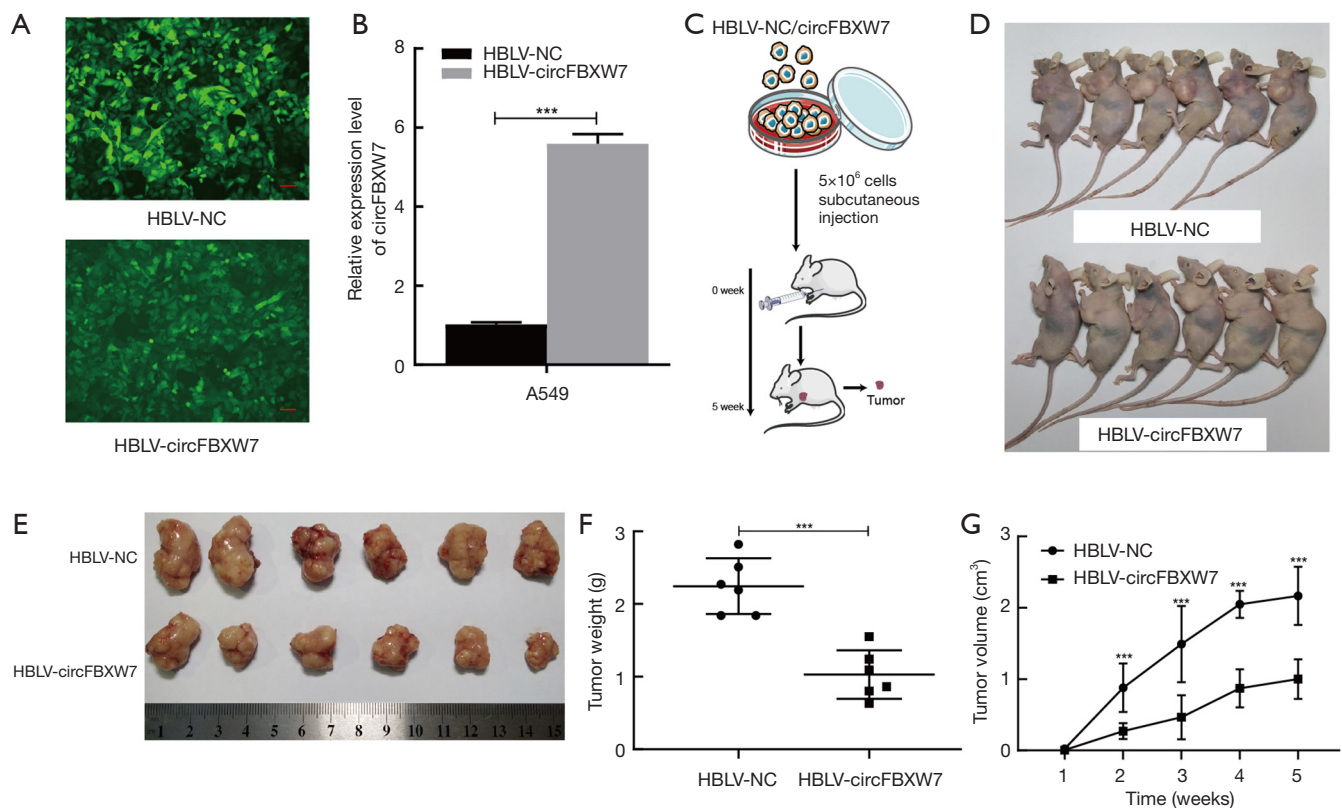 A
HBLV-NC
HBLV-circFBXW7
B
Relative expression level
of circFBXW7
8
6
4
2
0
HBLV-NC
HBLV-circFBXW7
***
A549
C
HBLV-NC/circFBXW7
5×10⁶ cells
subcutaneous
injection
0 week
5 week
Tumor
D
HBLV-NC
HBLV-circFBXW7
E
HBLV-NC
HBLV-circFBXW7
1 2 3 4 5 6 7 8 9 10 11 12 13 14 15
F
Tumor weight (g)
3
2
1
0
***
HBLV-NC
HBLV-circFBXW7
G
Tumor volume (cm³)
3
2
1
0
HBLV-NC
HBLV-circFBXW7
***
***
***
***
1 2 3 4 5
Time (weeks)